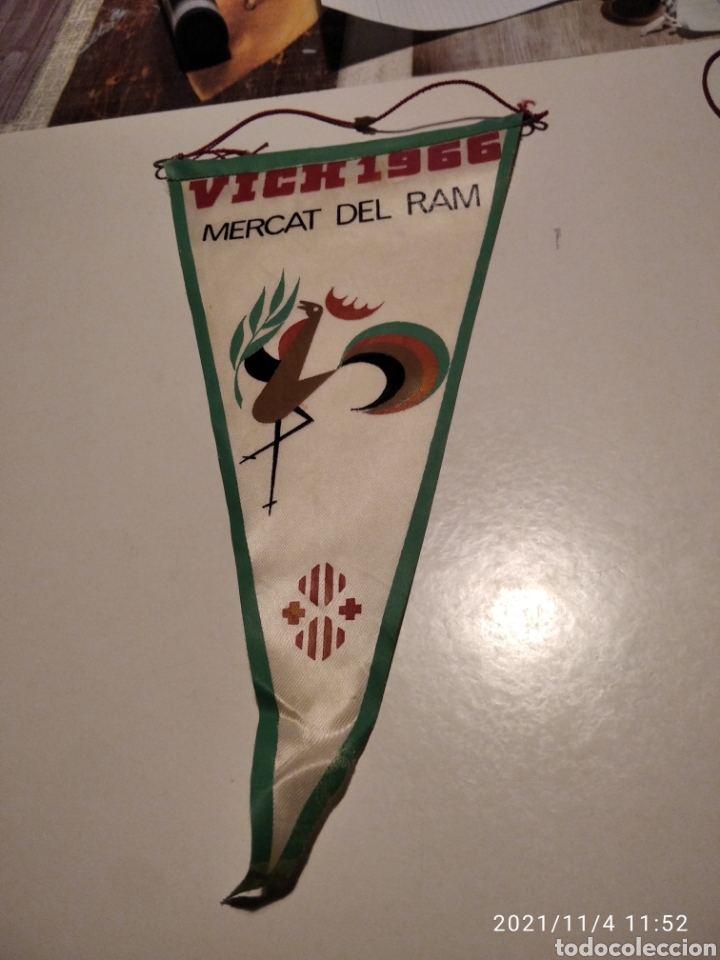 VICH 1966
MERCAT DEL RAM
2021/11/4 11:52
todocoleccion